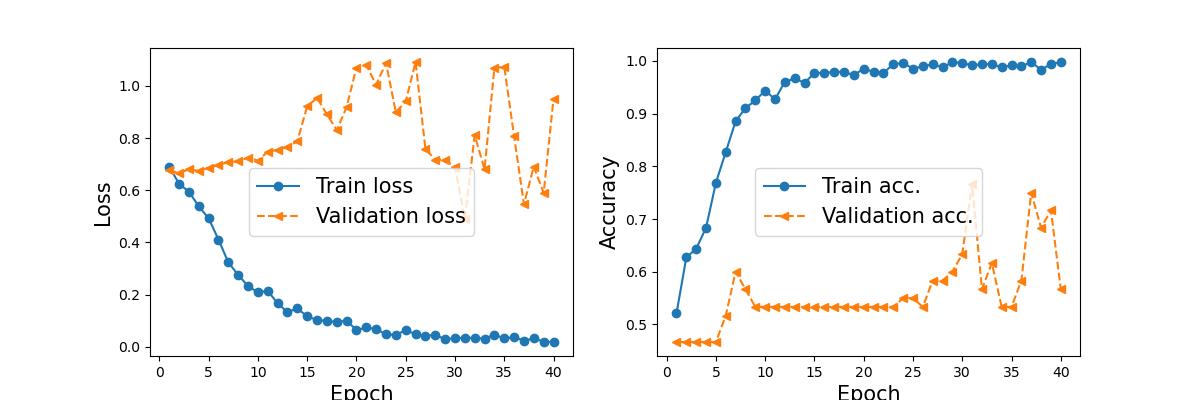 Loss
1.0
0.8
0.6
0.4
0.2
0.0
Train loss
Validation loss
0 5 10 15 20 25 30 35 40
Epoch
Accuracy
1.0
0.9
0.8
0.7
0.6
0.5
Train acc.
Validation acc.
0 5 10 15 20 25 30 35 40
Epoch